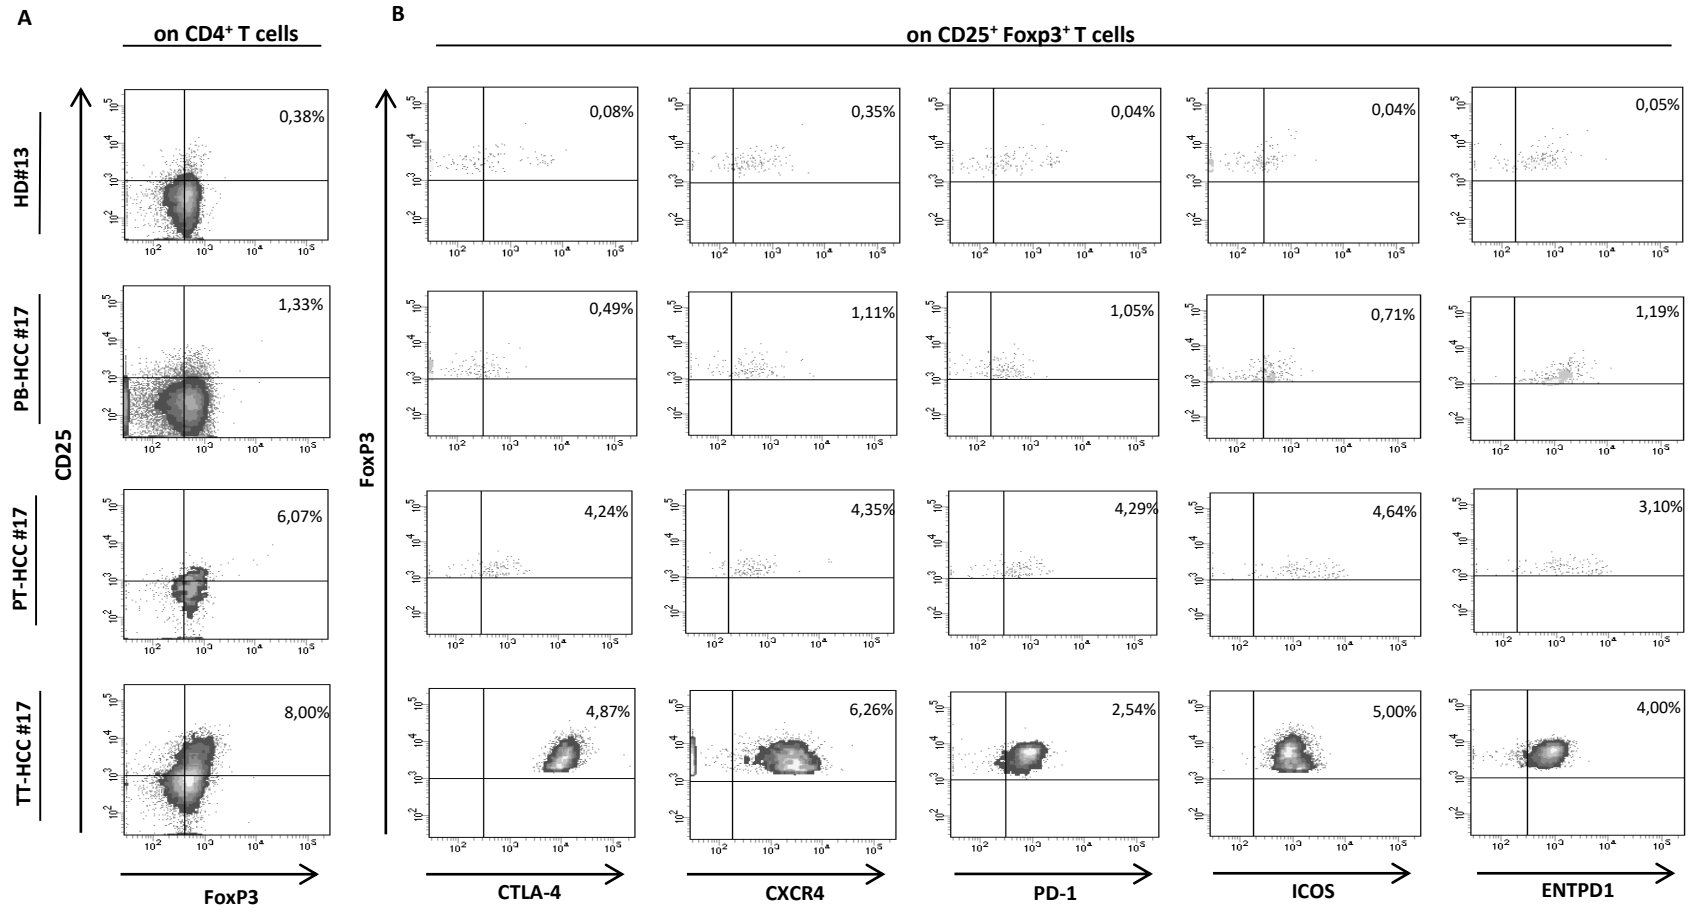 A
B
on CD4⁺ T cells
on CD25⁺ Foxp3⁺ T cells
HD#13
0,38%
0,08%
0,35%
0,04%
0,04%
0,05%
PB-HCC #17
1,33%
0,49%
1,11%
1,05%
0,71%
1,19%
CD25
FoxP3
PT-HCC #17
6,07%
4,24%
4,35%
4,29%
4,64%
3,10%
TT-HCC #17
8,00%
4,87%
6,26%
2,54%
5,00%
4,00%
FoxP3
CTLA-4
CXCR4
PD-1
ICOS
ENTPD1